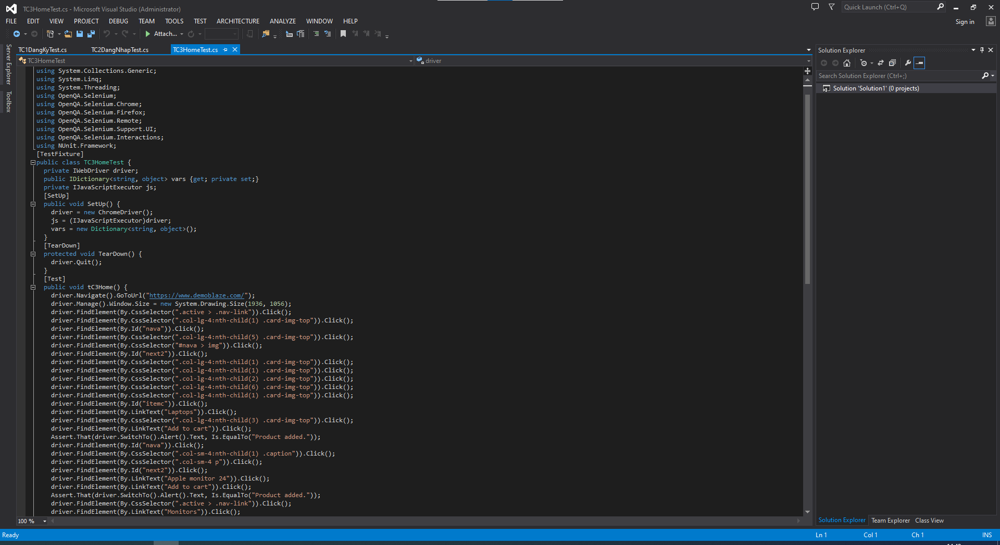 TC3HomeTest.cs - Microsoft Visual Studio (Administrator)
Quick Launch (Ctrl+Q)
FILE EDIT VIEW PROJECT DEBUG TEAM TOOLS TEST ARCHITECTURE ANALYZE WINDOW HELP
Sign in
Attach...
Server Explorer
Toolbox
TC1DangKyTest.cs TC2DangNhapTest.cs TC3HomeTest.cs
TC3HomeTest
driver
using System.Collections.Generic;
using System.Linq;
using System.Threading;
using OpenQA.Selenium;
using OpenQA.Selenium.Chrome;
using OpenQA.Selenium.Firefox;
using OpenQA.Selenium.Remote;
using OpenQA.Selenium.Support.UI;
using OpenQA.Selenium.Interactions;
using NUnit.Framework;
[TestFixture]
public class TC3HomeTest {
private IWebDriver driver;
public IDictionary<string, object> vars {get; private set;}
private IJavaScriptExecutor js;
[SetUp]
public void SetUp() {
driver = new ChromeDriver();
js = (IJavaScriptExecutor)driver;
vars = new Dictionary<string, object>();
}
[TearDown]
protected void TearDown() {
driver.Quit();
}
[Test]
public void tC3Home() {
driver.Navigate().GoToUrl("https://www.demoblaze.com/");
driver.Manage().Window.Size = new System.Drawing.Size(1936, 1056);
driver.FindElement(By.CssSelector(".active > .nav-link")).Click();
driver.FindElement(By.CssSelector(".col-lg-4:nth-child(1) .card-img-top")).Click();
driver.FindElement(By.Id("nava")).Click();
driver.FindElement(By.CssSelector(".col-lg-4:nth-child(5) .card-img-top")).Click();
driver.FindElement(By.CssSelector("#nava > img")).Click();
driver.FindElement(By.Id("next2")).Click();
driver.FindElement(By.CssSelector(".col-lg-4:nth-child(1) .card-img-top")).Click();
driver.FindElement(By.CssSelector(".col-lg-4:nth-child(1) .card-img-top")).Click();
driver.FindElement(By.CssSelector(".col-lg-4:nth-child(2) .card-img-top")).Click();
driver.FindElement(By.CssSelector(".col-lg-4:nth-child(6) .card-img-top")).Click();
driver.FindElement(By.CssSelector(".col-lg-4:nth-child(1) .card-img-top")).Click();
driver.FindElement(By.Id("itemc")).Click();
driver.FindElement(By.LinkText("Laptops")).Click();
driver.FindElement(By.CssSelector(".col-lg-4:nth-child(3) .card-img-top")).Click();
driver.FindElement(By.LinkText("Add to cart")).Click();
Assert.That(driver.SwitchTo().Alert().Text, Is.EqualTo("Product added."));
driver.FindElement(By.Id("nava")).Click();
driver.FindElement(By.CssSelector(".col-sm-4:nth-child(1) .caption")).Click();
driver.FindElement(By.CssSelector(".col-sm-4 p")).Click();
driver.FindElement(By.Id("next2")).Click();
driver.FindElement(By.LinkText("Apple monitor 24")).Click();
driver.FindElement(By.LinkText("Add to cart")).Click();
Assert.That(driver.SwitchTo().Alert().Text, Is.EqualTo("Product added."));
driver.FindElement(By.CssSelector(".active > .nav-link")).Click();
driver.FindElement(By.LinkText("Monitors")).Click();
100 %
Solution Explorer
Search Solution Explorer (Ctrl+;)
Solution 'Solution1' (0 projects)
Solution Explorer Team Explorer Class View
Ready
Ln 1 Col 1 Ch 1 INS